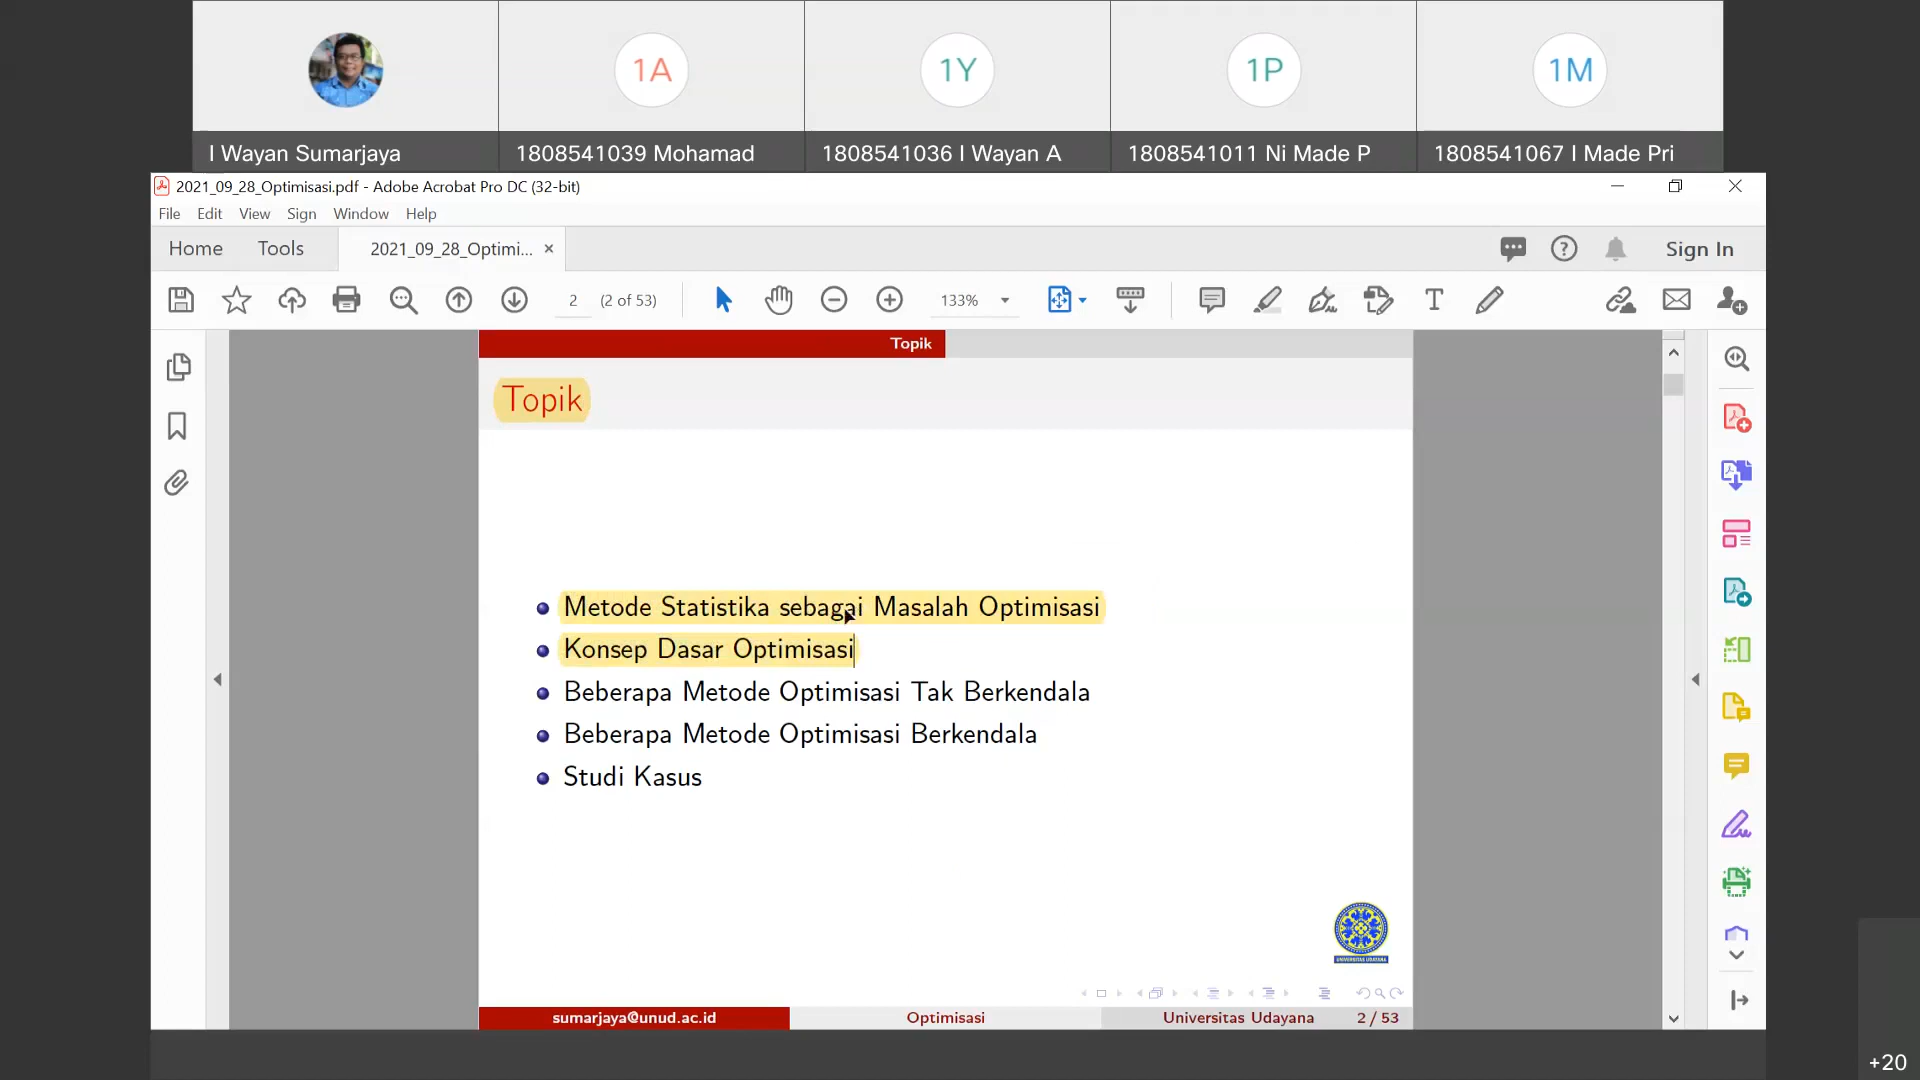 1A
1Y
1P
1M
I Wayan Sumarjaya
1808541039 Mohamad
1808541036 I Wayan A
1808541011 Ni Made P
1808541067 I Made Pri
2021_09_28_Optimisasi.pdf - Adobe Acrobat Pro DC (32-bit)
File Edit View Sign Window Help
Home Tools 2021_09_28_Optimi... × Sign In
2 (2 of 53) 133%
Topik
Topik
Metode Statistika sebagai Masalah Optimisasi
Konsep Dasar Optimisasi
Beberapa Metode Optimisasi Tak Berkendala
Beberapa Metode Optimisasi Berkendala
Studi Kasus
UNIVERSITAS UDAYANA
sumarjaya@unud.ac.id Optimisasi Universitas Udayana 2 / 53
+20